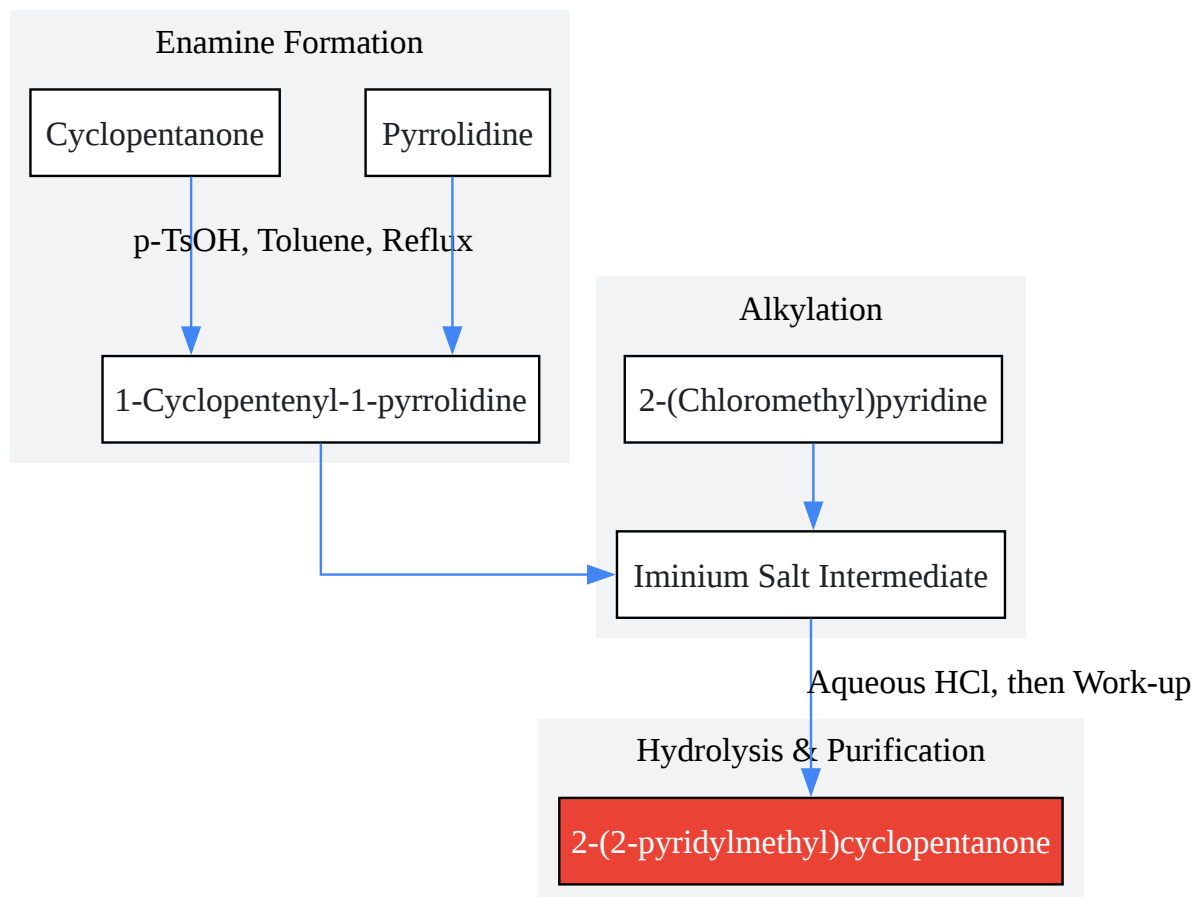 Enamine Formation
Cyclopentanone
Pyrrolidine
p-TsOH, Toluene, Reflux
1-Cyclopentenyl-1-pyrrolidine
Alkylation
2-(Chloromethyl)pyridine
Iminium Salt Intermediate
Aqueous HCl, then Work-up
Hydrolysis & Purification
2-(2-pyridylmethyl)cyclopentanone